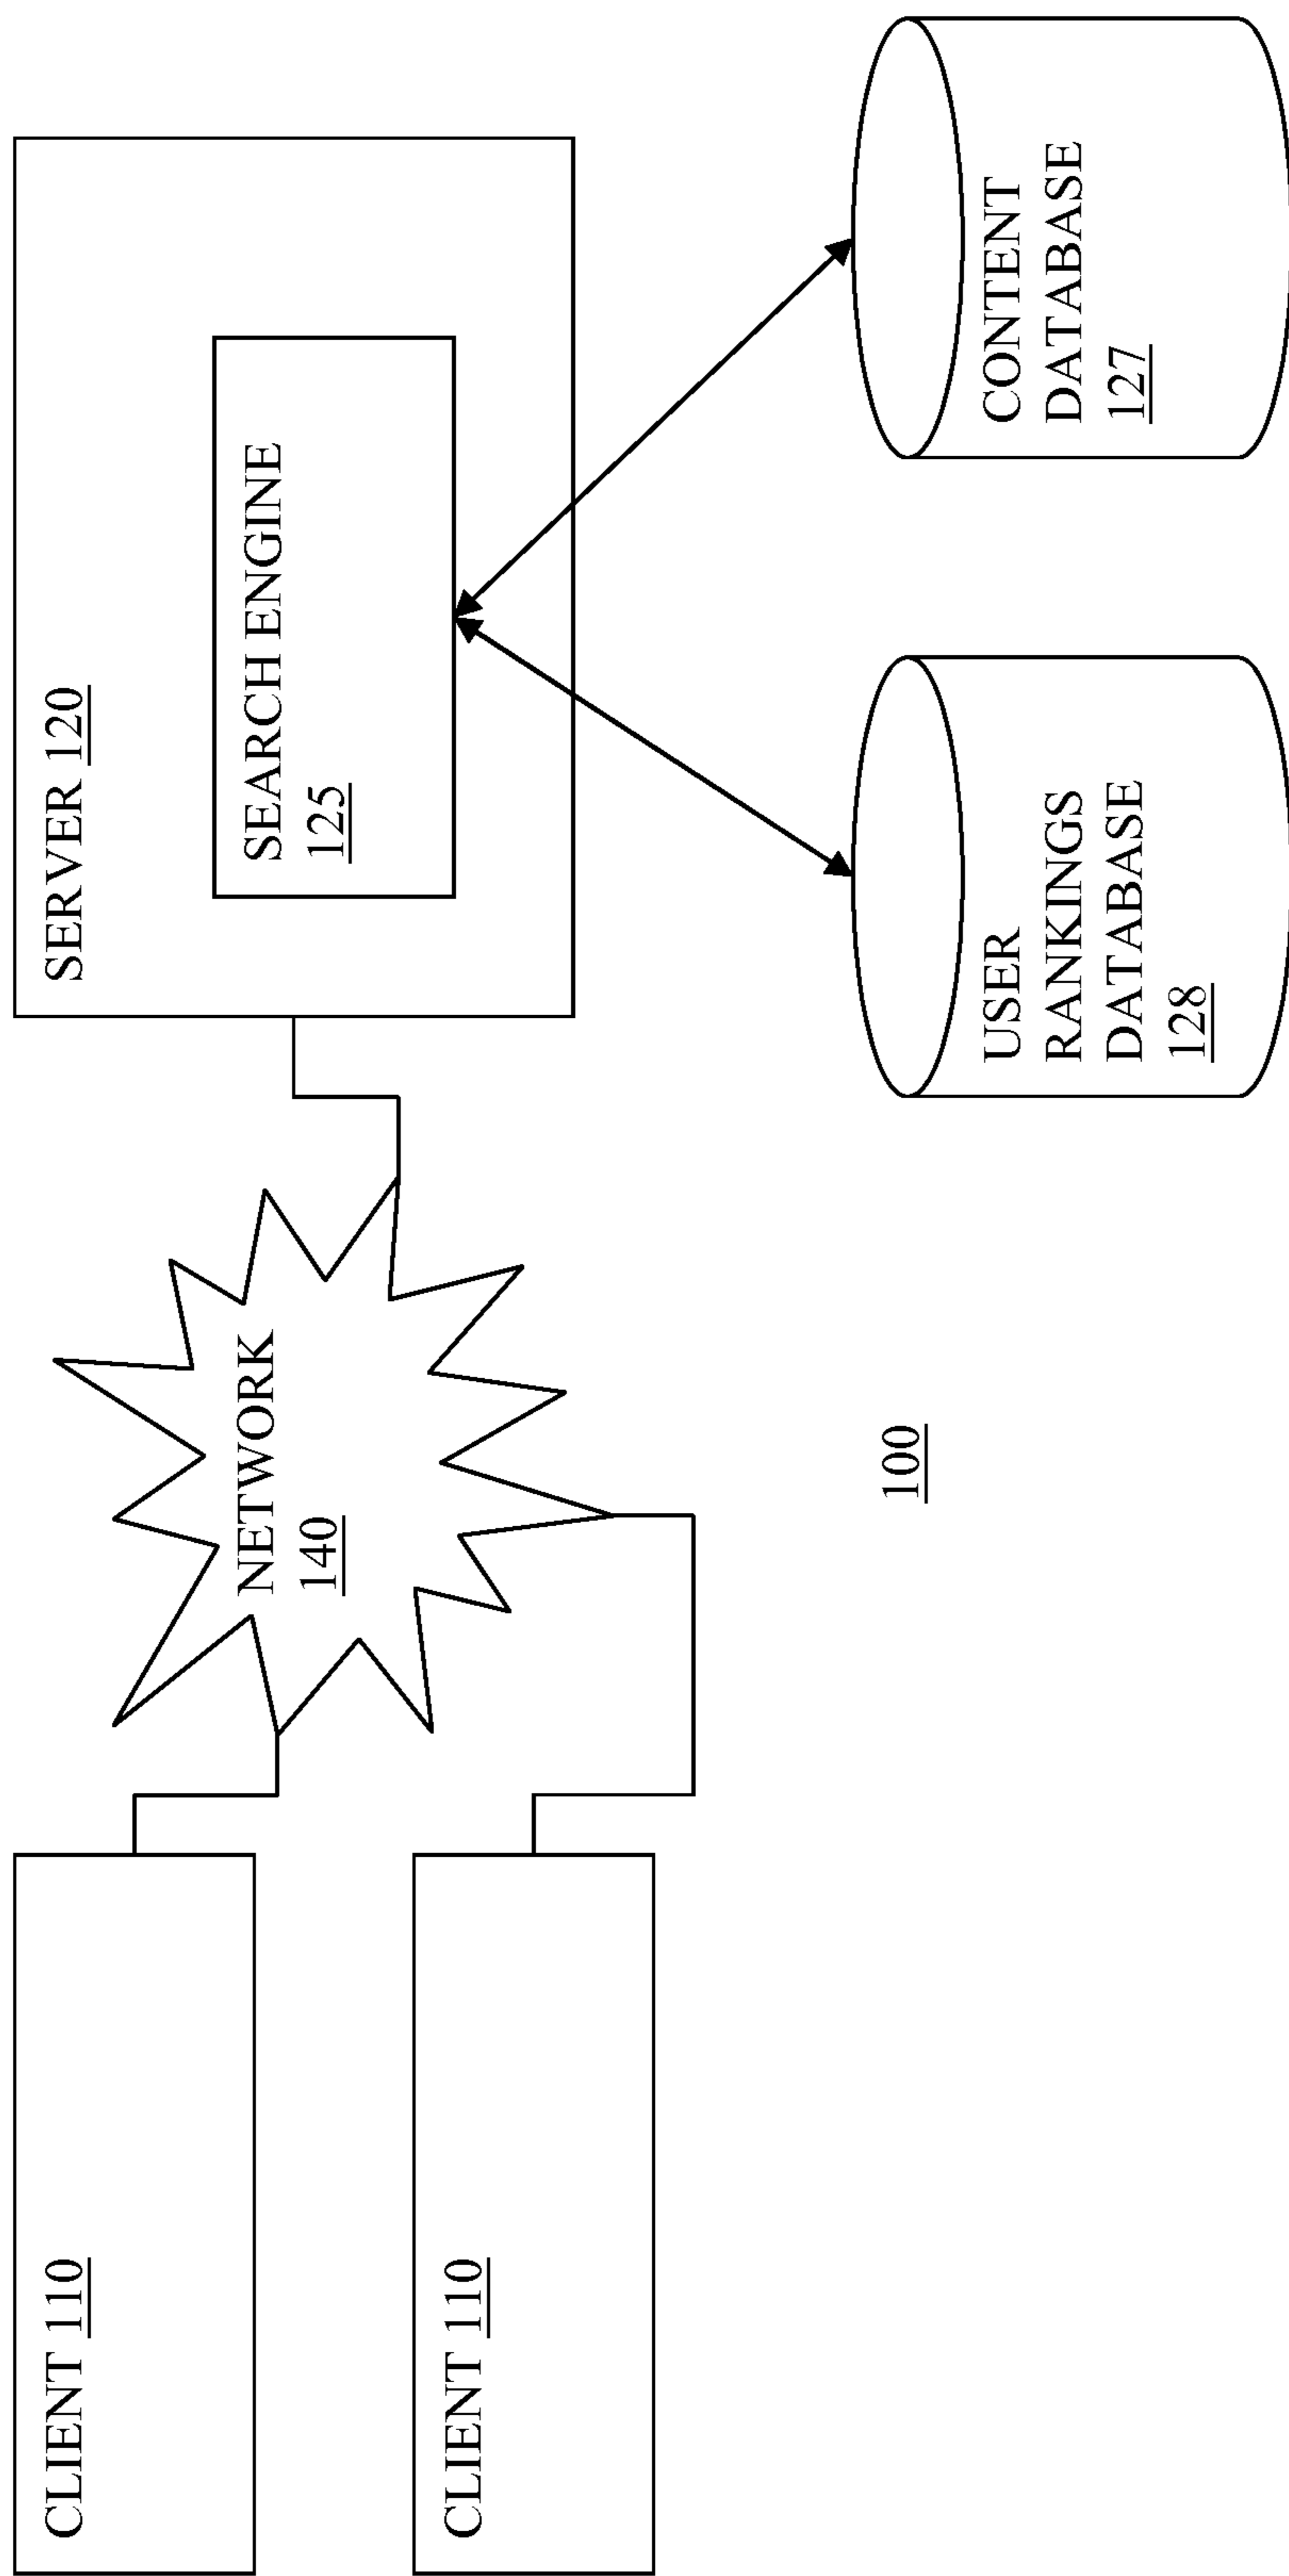 CLIENT 110
CLIENT 110
NETWORK
140
SERVER 120
SEARCH ENGINE
125
USER
RANKINGS
DATABASE
128
CONTENT
DATABASE
127
100